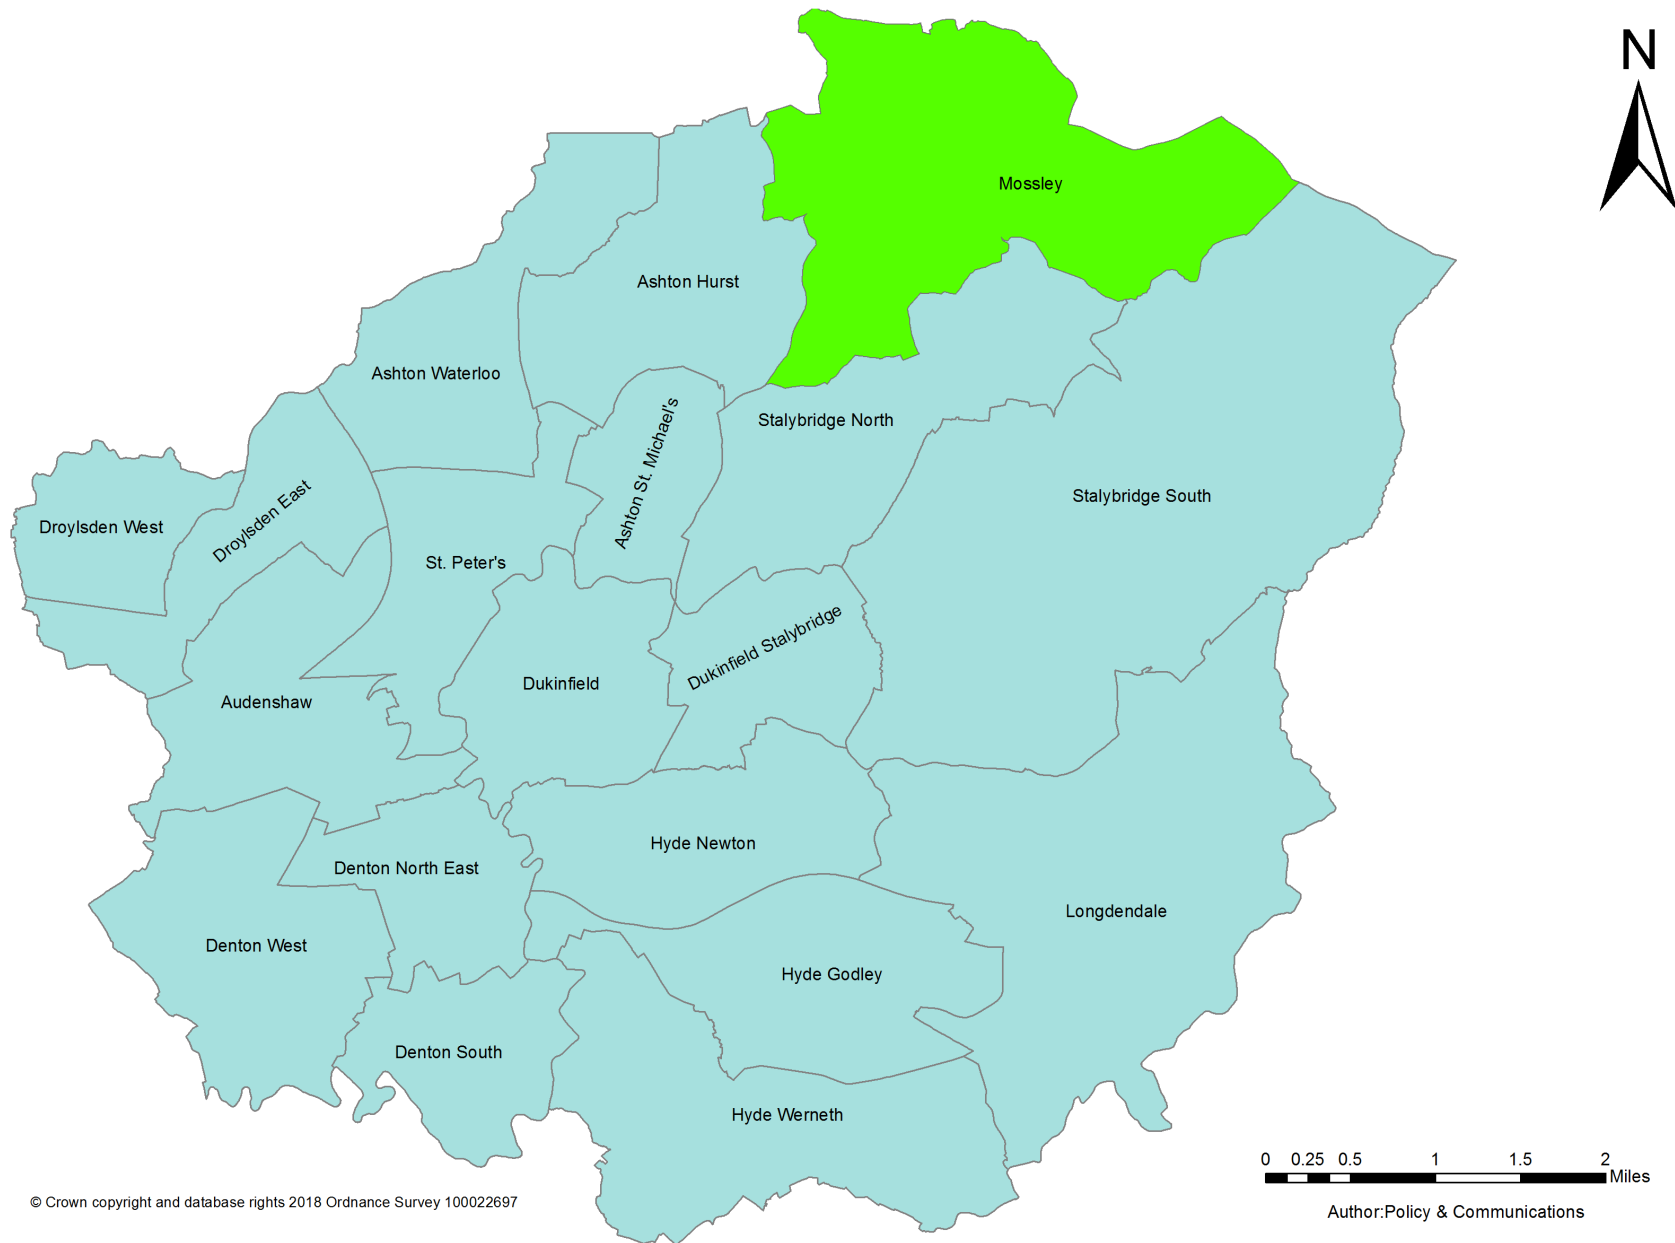 N
Mossley
Ashton Hurst
Ashton Waterloo
Ashton St. Michael's
Stalybridge North
Stalybridge South
Droylsden West
Droylsden East
St. Peter's
Dukinfield Stalybridge
Dukinfield
Audenshaw
Hyde Newton
Denton North East
Longdendale
Denton West
Hyde Godley
Denton South
Hyde Werneth
0 0.25 0.5 1 1.5 2
Miles
© Crown copyright and database rights 2018 Ordnance Survey 100022697
Author:Policy & Communications